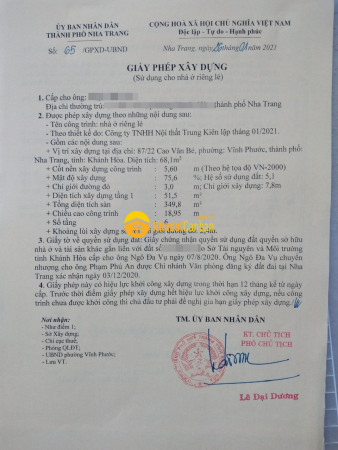 ỦY BAN NHÂN DÂN
THÀNH PHỐ NHA TRANG
CỘNG HOÀ XÃ HỘI CHỦ NGHĨA VIỆT NAM
Độc lập - Tự do - Hạnh phúc
Số: 65 /GPXD-UBND
Nha Trang, ngày tháng 01 năm 2021
GIẤY PHÉP XÂY DỰNG
(Sử dụng cho nhà ở riêng lẻ)
1. Cấp cho ông:
Địa chỉ thường trú: thành phố Nha Trang
2. Được phép xây dựng theo những nội dung sau:
- Tên công trình: nhà ở riêng lẻ
- Theo thiết kế do: Công ty TNHH Nội thất Trung Kiên lập tháng 01/2021.
- Gồm các nội dung sau:
+ Vị trí xây dựng tại địa chỉ: 87/22 Cao Văn Bé, phường Vĩnh Phước, thành
phố Nha Trang, tỉnh Khánh Hòa. Diện tích: 68,1m²
+ Cốt nền xây dựng công trình : 5,60 m (Theo hệ tọa độ VN-2000)
+ Mật độ xây dựng : 75,6 %; Hệ số sử dụng đất: 5,1
+ Chỉ giới đường đỏ : 3,0 m; Chỉ giới xây dựng: 7,8m
+ Diện tích xây dựng tầng 1 : 51,5 m²
+ Tổng diện tích sàn : 349,8 m²
+ Chiều cao công trình : 18,95 m
+ Số tầng : 6
+ Khoảng lùi xây dựng so với chỉ giới đường đỏ 2,4m.
3. Giấy tờ về quyền sử dụng đất: Giấy chứng nhận quyền sử dụng đất quyền sở hữu
nhà ở và tài sản khác gắn liền với đất số do Sở Tài nguyên và Môi trường
tỉnh Khánh Hòa cấp cho ông Ngô Đa Vụ ngày 07/8/2020. Ông Ngô Đa Vụ chuyển
nhượng cho ông Phạm Phú An được Chi nhánh Văn phòng đăng ký đất đai tại Nha
Trang xác nhận ngày 03/12/2020.
4. Giấy phép này có hiệu lực khởi công xây dựng trong thời hạn 12 tháng kể từ ngày
cấp. Trước thời điểm giấy phép xây dựng hết hiệu lực khởi công xây dựng, nếu công
trình chưa được khởi công thì chủ đầu tư phải đề nghị gia hạn giấy phép xây dựng./.
Nơi nhận:
- Như điểm 1;
- Sở Xây dựng;
- Chi cục thuế;
- Phòng QLĐT;
- UBND phường Vĩnh Phước;
- Lưu VT.
TM. ỦY BAN NHÂN DÂN
KT. CHỦ TỊCH
PHÓ CHỦ TỊCH
Lê Đại Dương